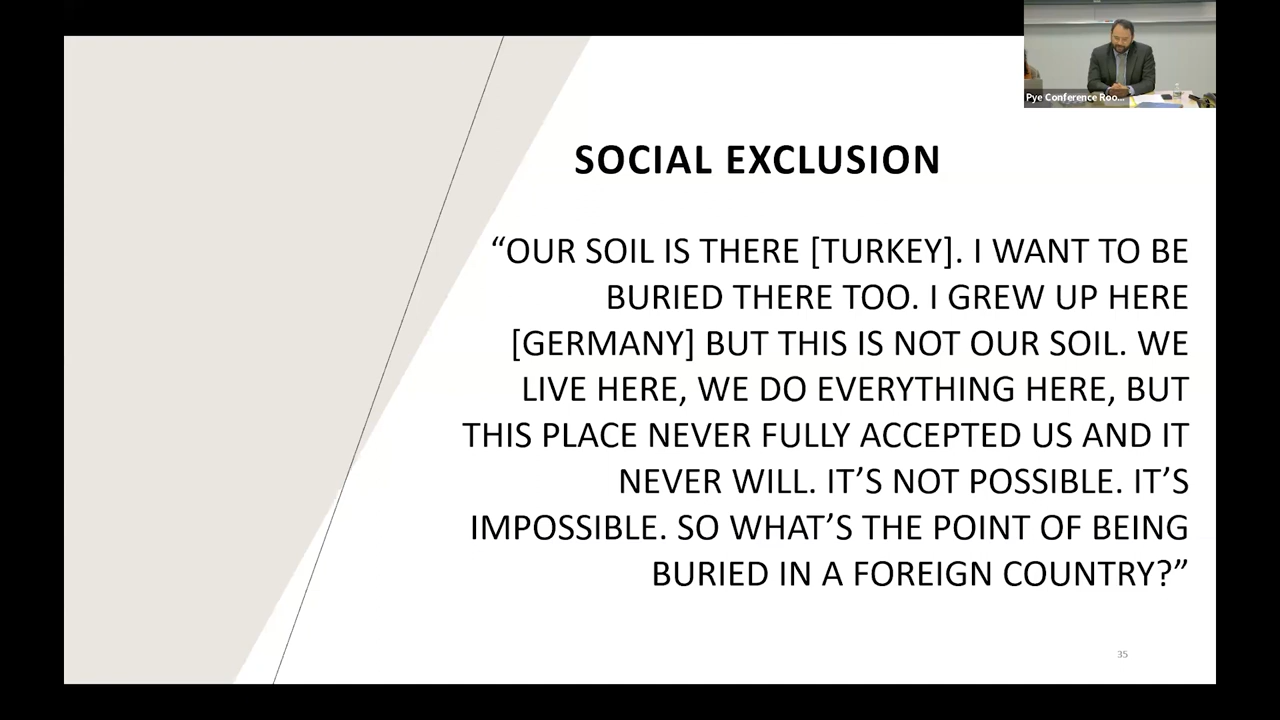 Pye Conference Roo...
SOCIAL EXCLUSION
“OUR SOIL IS THERE [TURKEY]. I WANT TO BE
BURIED THERE TOO. I GREW UP HERE
[GERMANY] BUT THIS IS NOT OUR SOIL. WE
LIVE HERE, WE DO EVERYTHING HERE, BUT
THIS PLACE NEVER FULLY ACCEPTED US AND IT
NEVER WILL. IT’S NOT POSSIBLE. IT’S
IMPOSSIBLE. SO WHAT’S THE POINT OF BEING
BURIED IN A FOREIGN COUNTRY?”
35